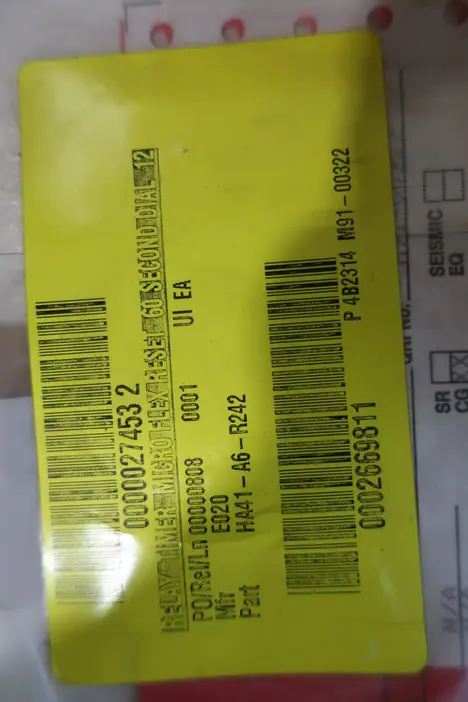 0000027453 2
RELAY/TIMER MICROFLEX/RESET 60 SECOND DIAL 12
PO/Rel/Ln 00000808 0001 UI EA
Mfr E020
Part HA41-A6-R242
0002669811
P 4B2314 M91-00322
SEISMIC
EQ
SR
CG
N/A